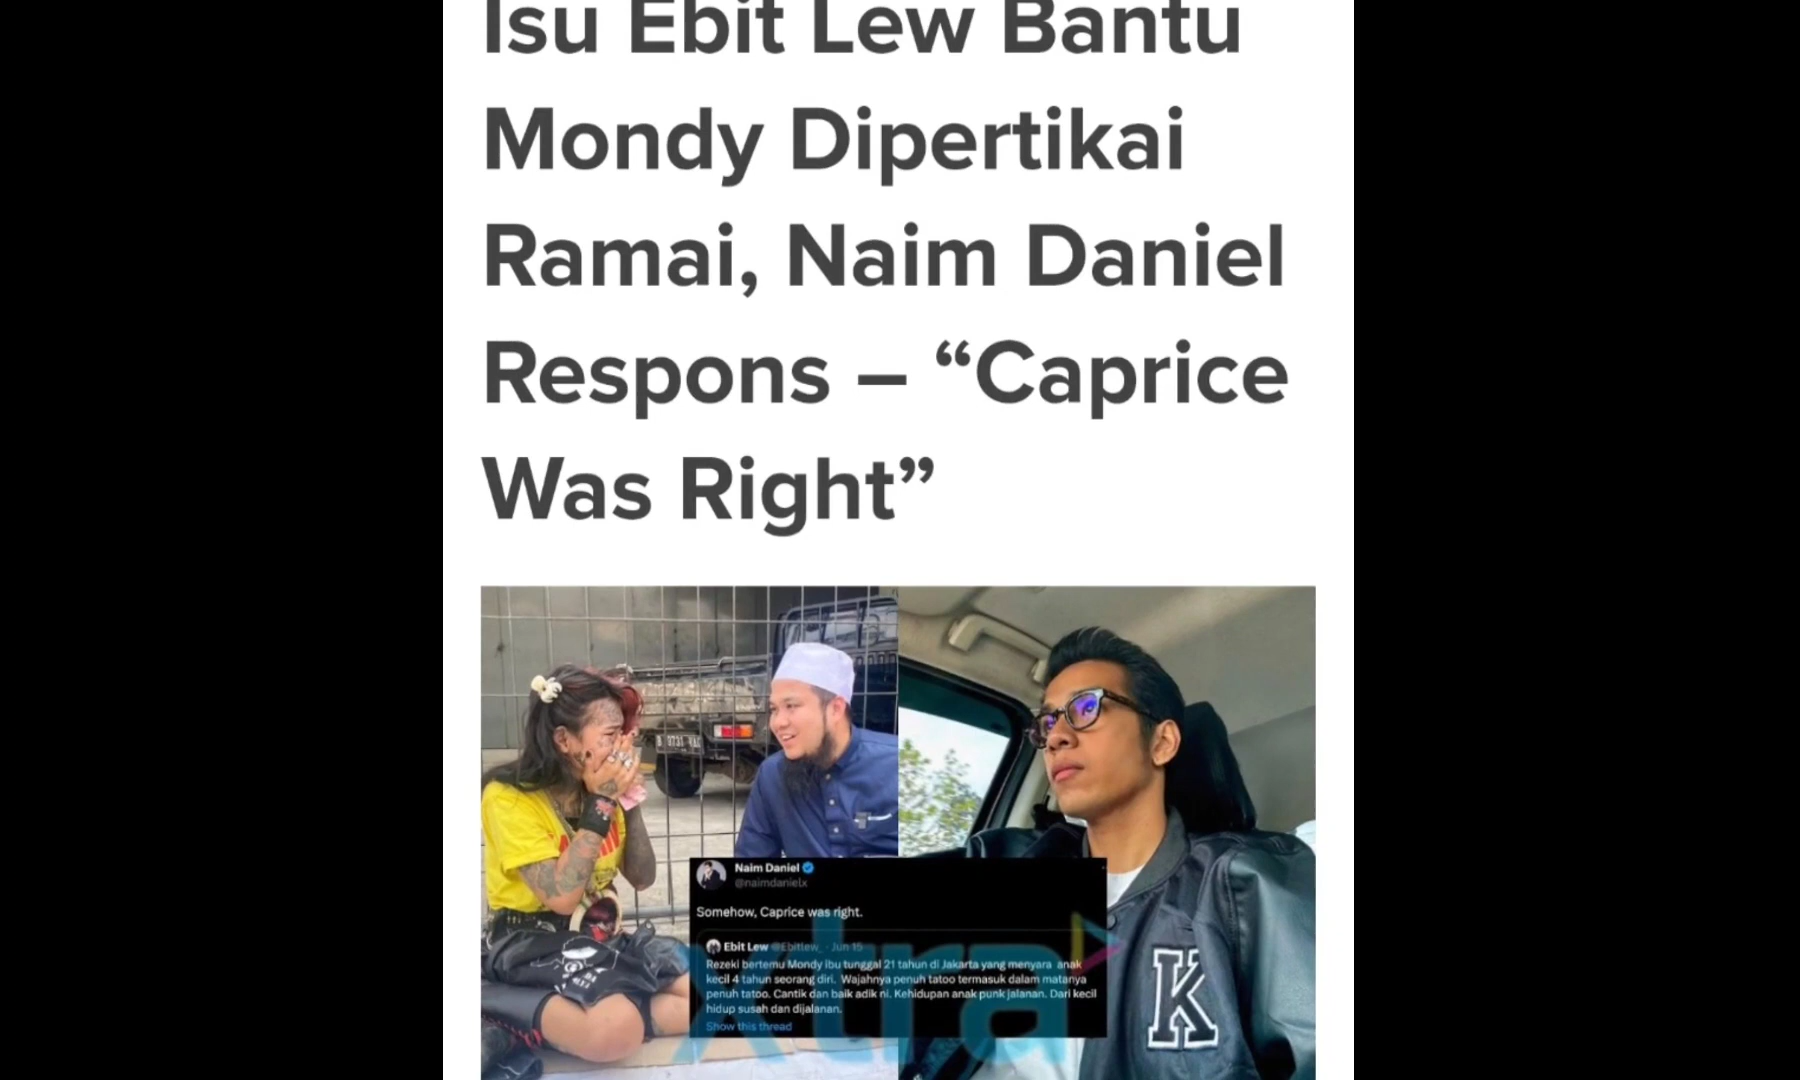 Isu Ebit Lew Bantu
Mondy Dipertikai
Ramai, Naim Daniel
Respons – “Caprice
Was Right”
B 9731
Naim Daniel
@naimdanielx
Somehow, Caprice was right.
Ebit Lew @Ebitlew_ · Jun 15
Rezeki bertemu Mondy ibu tunggal 21 tahun di Jakarta yang menyara anak
kecil 4 tahun seorang diri. Wajahnya penuh tatoo termasuk dalam matanya
penuh tatoo. Cantik dan baik adik ni. Kehidupan anak punk jalanan. Dari kecil
hidup susah dan dijalanan.
Show this thread
xtra
K